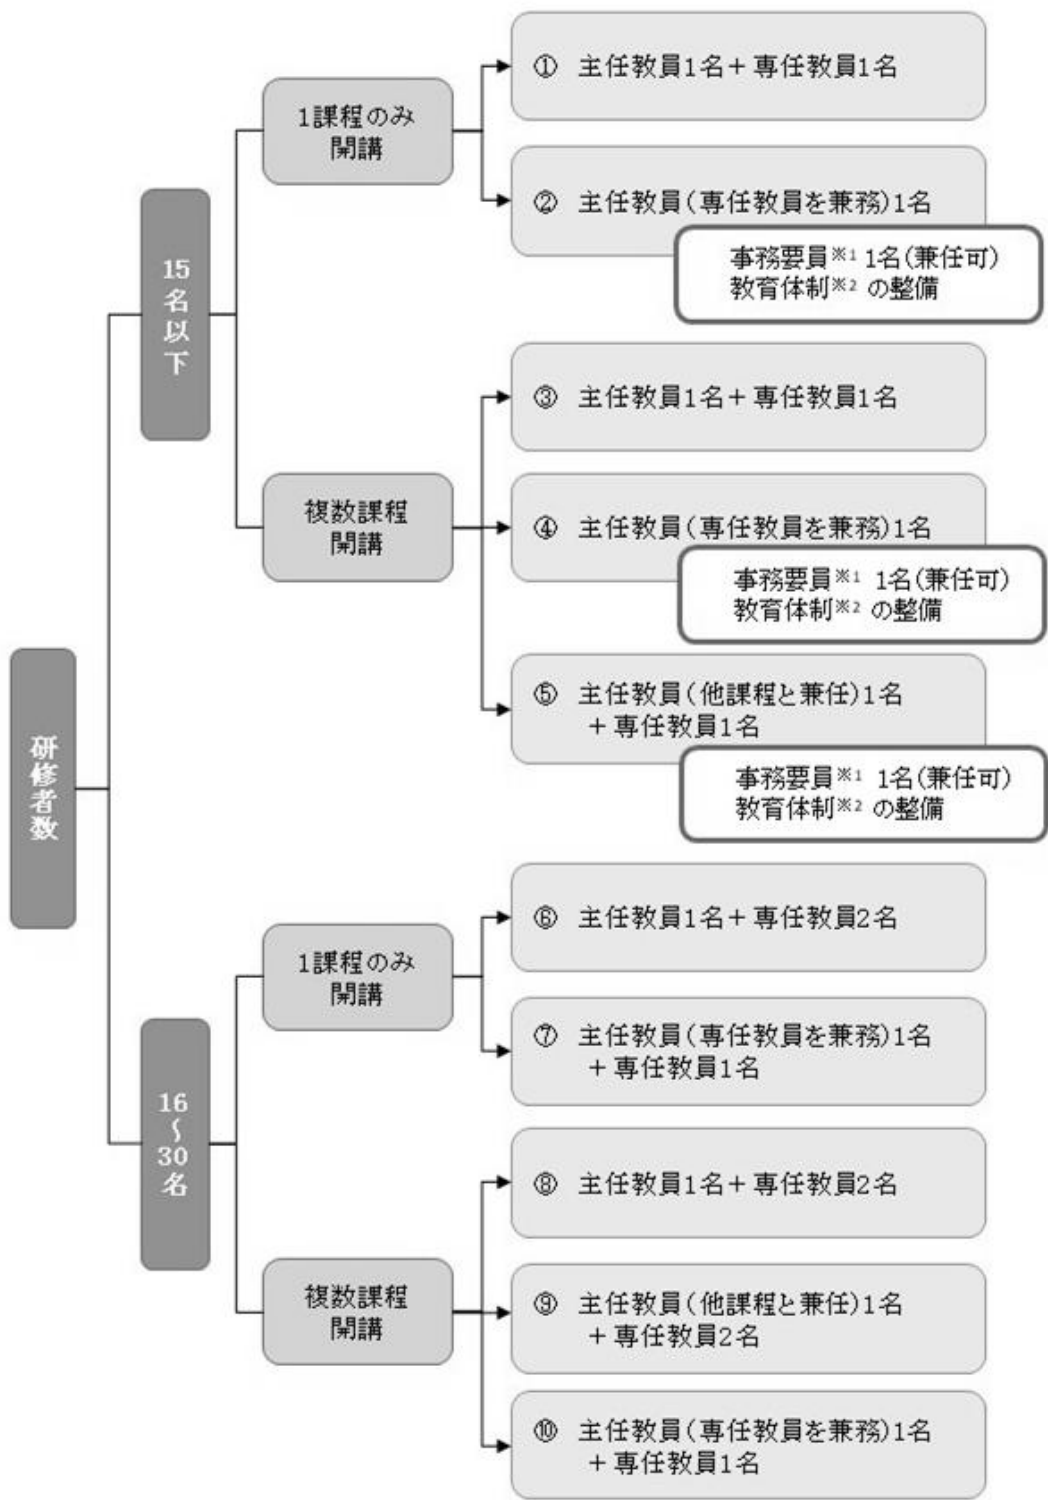 研修者数
15名以下
1課程のみ
開講
① 主任教員1名+専任教員1名
② 主任教員(専任教員を兼務)1名
事務要員※1 1名(兼任可)
教育体制※2 の整備
複数課程
開講
③ 主任教員1名+専任教員1名
④ 主任教員(専任教員を兼務)1名
事務要員※1 1名(兼任可)
教育体制※2 の整備
⑤ 主任教員(他課程と兼任)1名
+専任教員1名
事務要員※1 1名(兼任可)
教育体制※2 の整備
16〜30名
1課程のみ
開講
⑥ 主任教員1名+専任教員2名
⑦ 主任教員(専任教員を兼務)1名
+専任教員1名
複数課程
開講
⑧ 主任教員1名+専任教員2名
⑨ 主任教員(他課程と兼任)1名
+専任教員2名
⑩ 主任教員(専任教員を兼務)1名
+専任教員1名